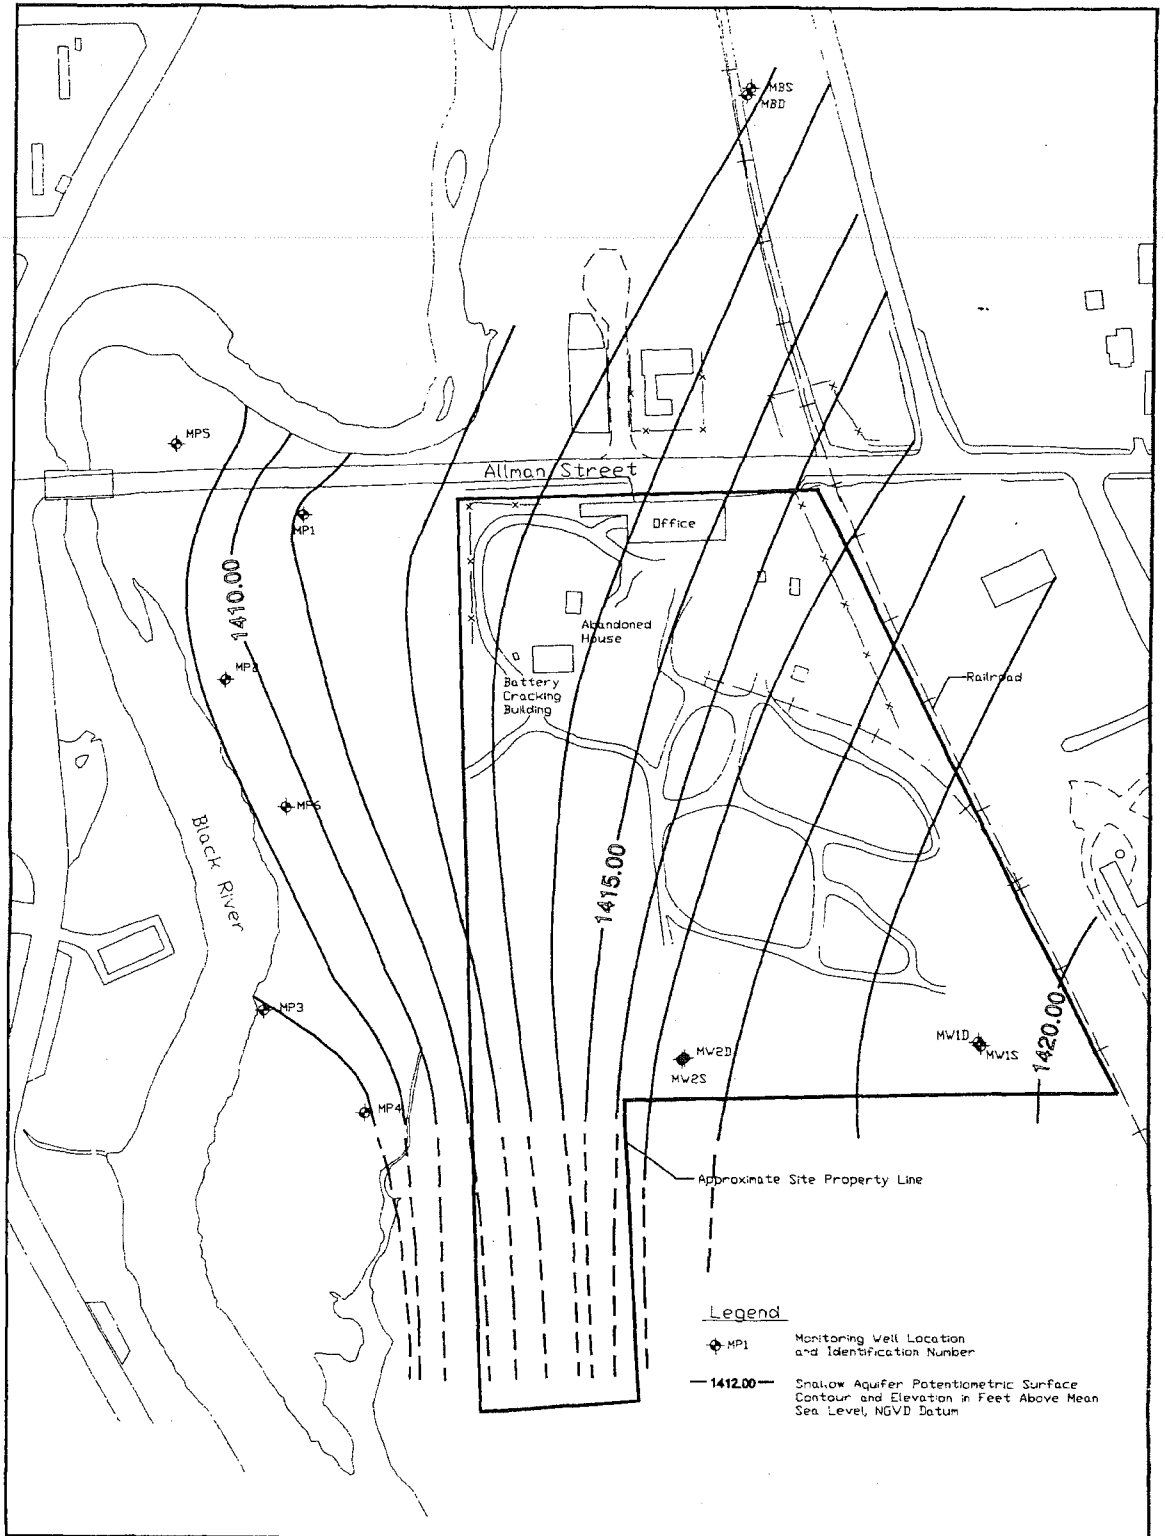 MBS
MBD
MP5
Allman Street
MP1
Office
1410.00
Abandoned
House
MP2
Battery
Cracking
Building
Railroad
MP6
Black River
1415.00
MP3
1420.00
MW1D
MW1S
MW2D
MW2S
MP4
Approximate Site Property Line
Legend
MP1
Monitoring Well Location
and Identification Number
1412.00
Shallow Aquifer Potentiometric Surface
Contour and Elevation in Feet Above Mean
Sea Level, NGVD Datum